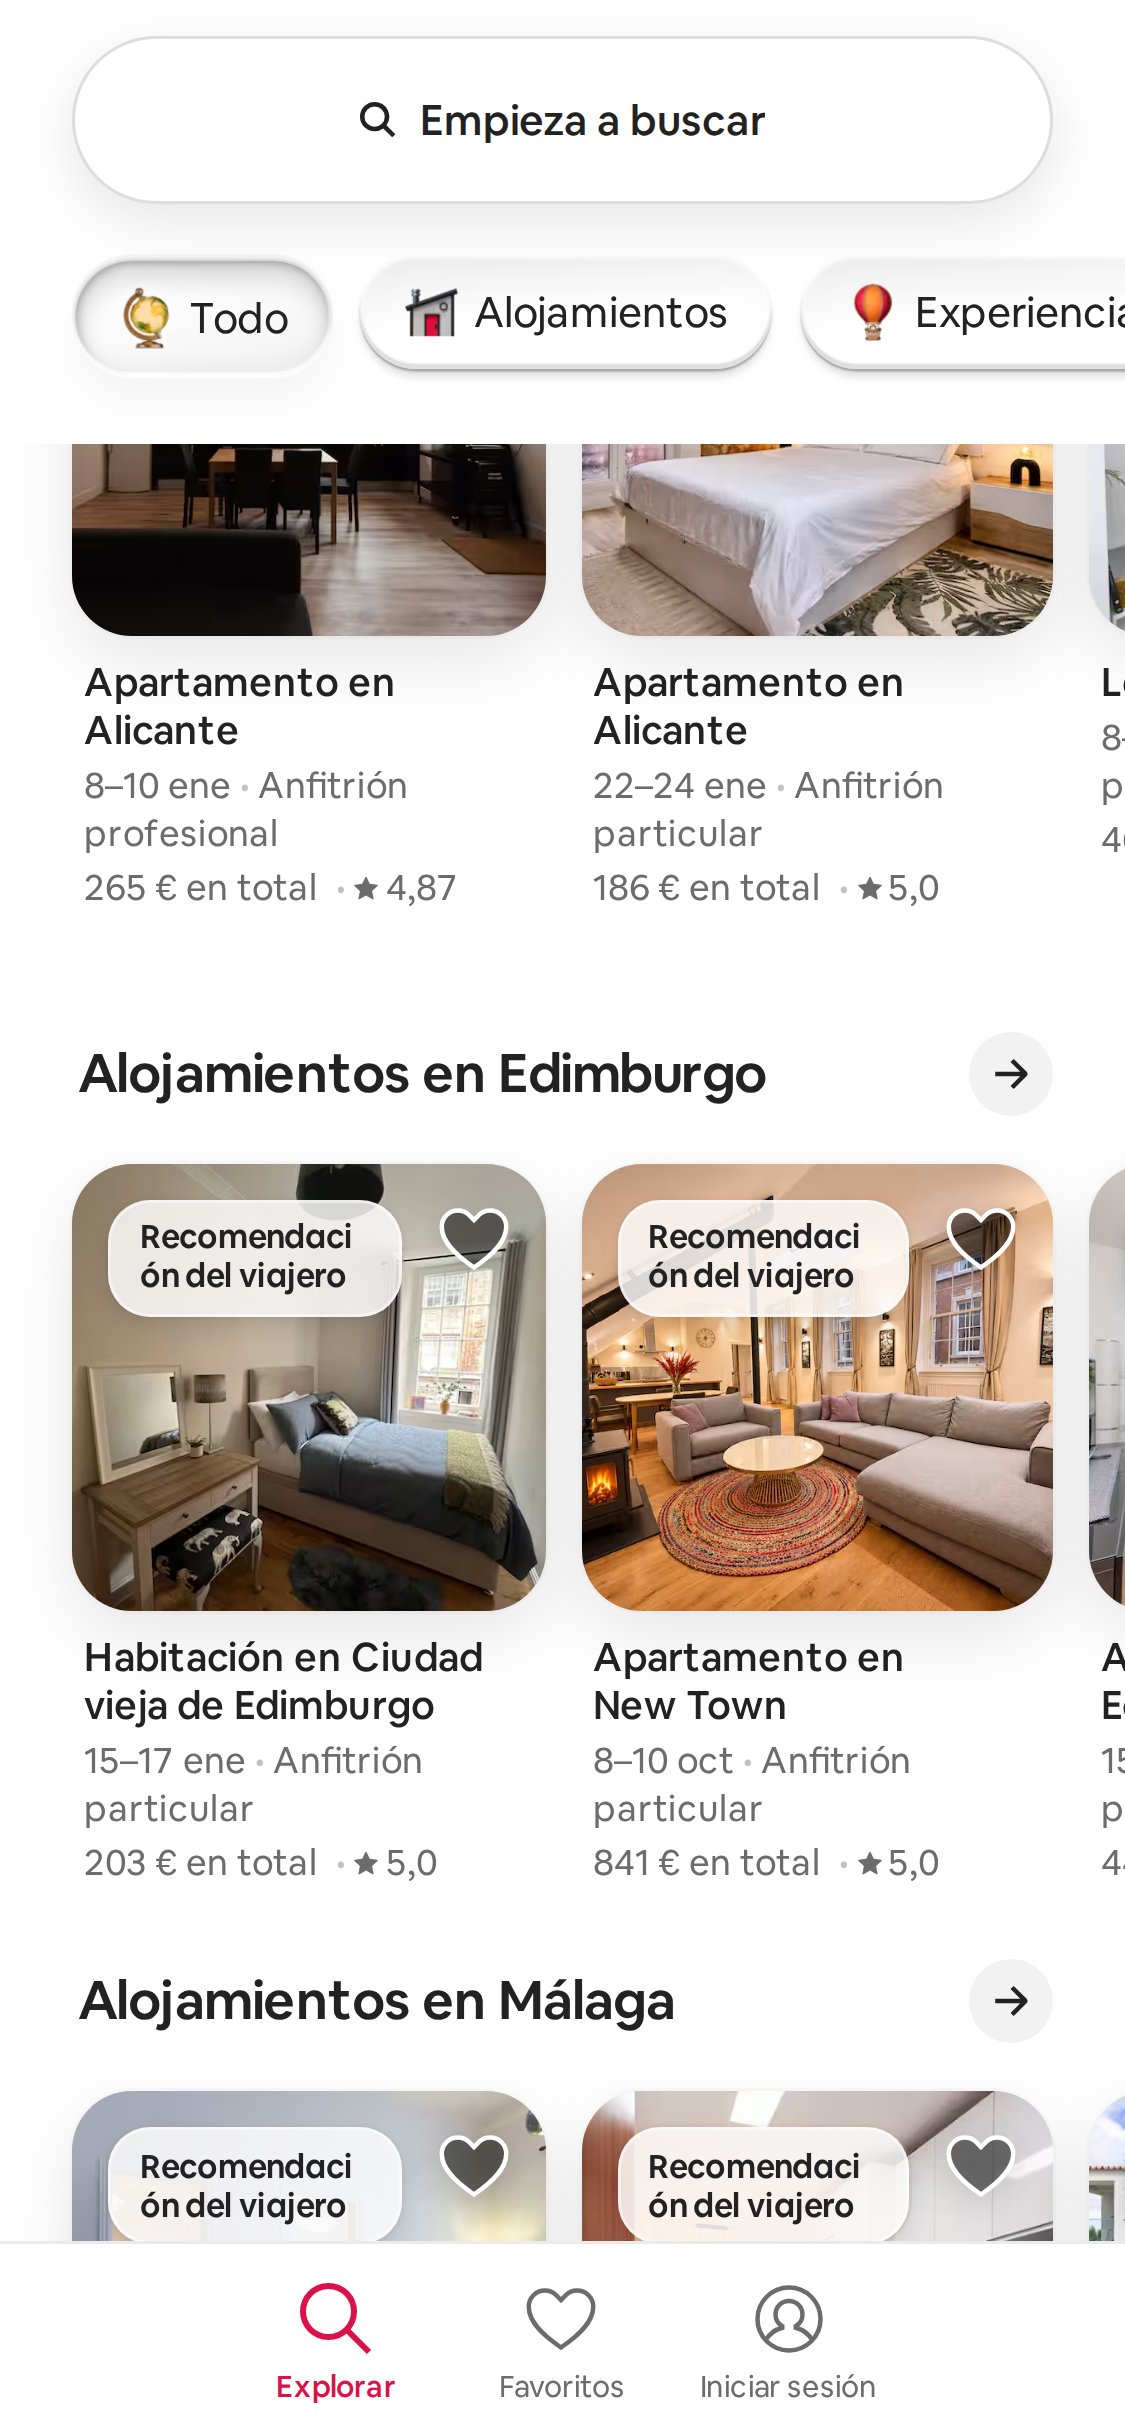 Empieza a buscar
Todo
Alojamientos
Apartamento en
Alicante
8–10 ene · Anfitrión
profesional
265 € en total · ★ 4,87
Apartamento en
Alicante
22–24 ene · Anfitrión
particular
186 € en total · ★ 5,0
Alojamientos en Edimburgo
Recomendaci
ón del viajero
Recomendaci
ón del viajero
Habitación en Ciudad
vieja de Edimburgo
15–17 ene · Anfitrión
particular
203 € en total · ★ 5,0
Apartamento en
New Town
8–10 oct · Anfitrión
particular
841 € en total · ★ 5,0
Alojamientos en Málaga
Recomendaci
ón del viajero
Recomendaci
ón del viajero
Explorar
Favoritos
Iniciar sesión